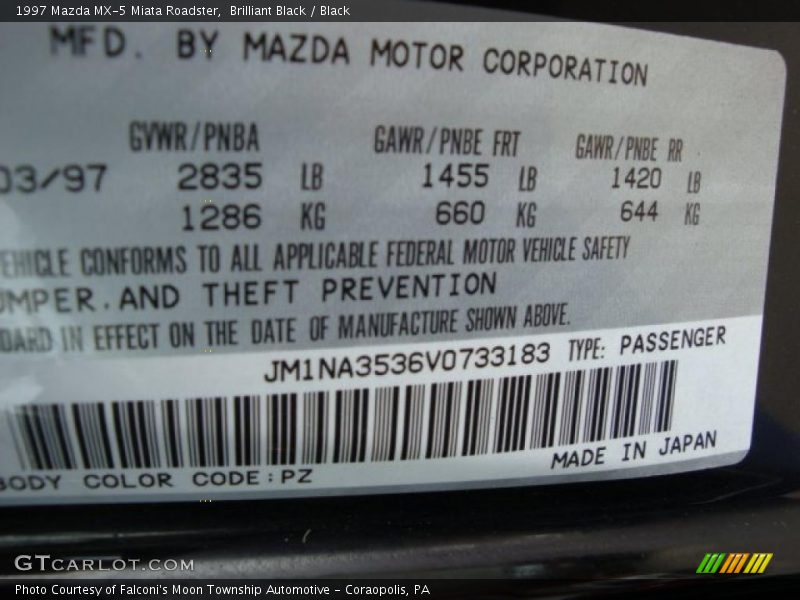 1997 Mazda MX-5 Miata Roadster, Brilliant Black / Black
MFD. BY MAZDA MOTOR CORPORATION
GVWR/PNBA GAWR/PNBE FRT GAWR/PNBE RR
03/97 2835 LB 1455 LB 1420 LB
1286 KG 660 KG 644 KG
EHICLE CONFORMS TO ALL APPLICABLE FEDERAL MOTOR VEHICLE SAFETY
UMPER.AND THEFT PREVENTION
DARD IN EFFECT ON THE DATE OF MANUFACTURE SHOWN ABOVE.
JM1NA3536V0733183 TYPE: PASSENGER
MADE IN JAPAN
BODY COLOR CODE:PZ
GTCARLOT.COM
Photo Courtesy of Falconi's Moon Township Automotive - Coraopolis, PA